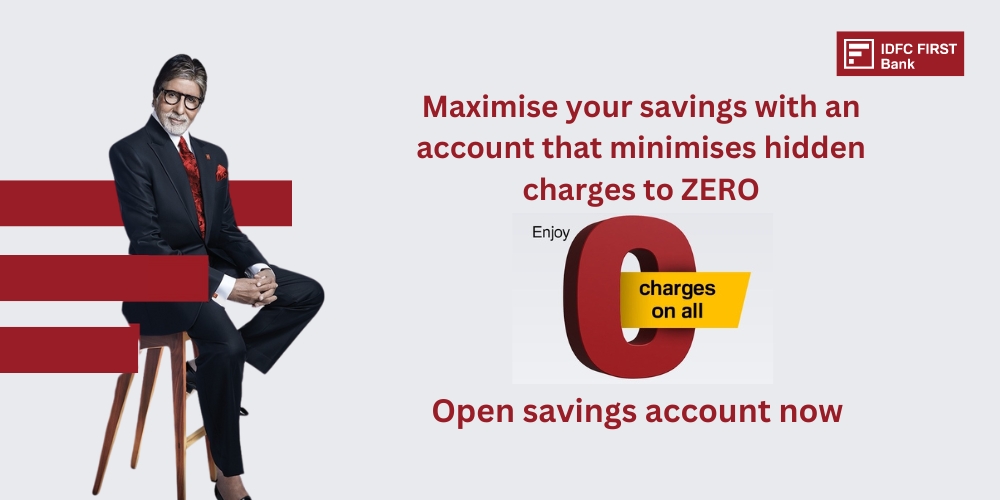 IDFC FIRST
Bank
Maximise your savings with an
account that minimises hidden
charges to ZERO
Enjoy
0
charges
on all
Open savings account now